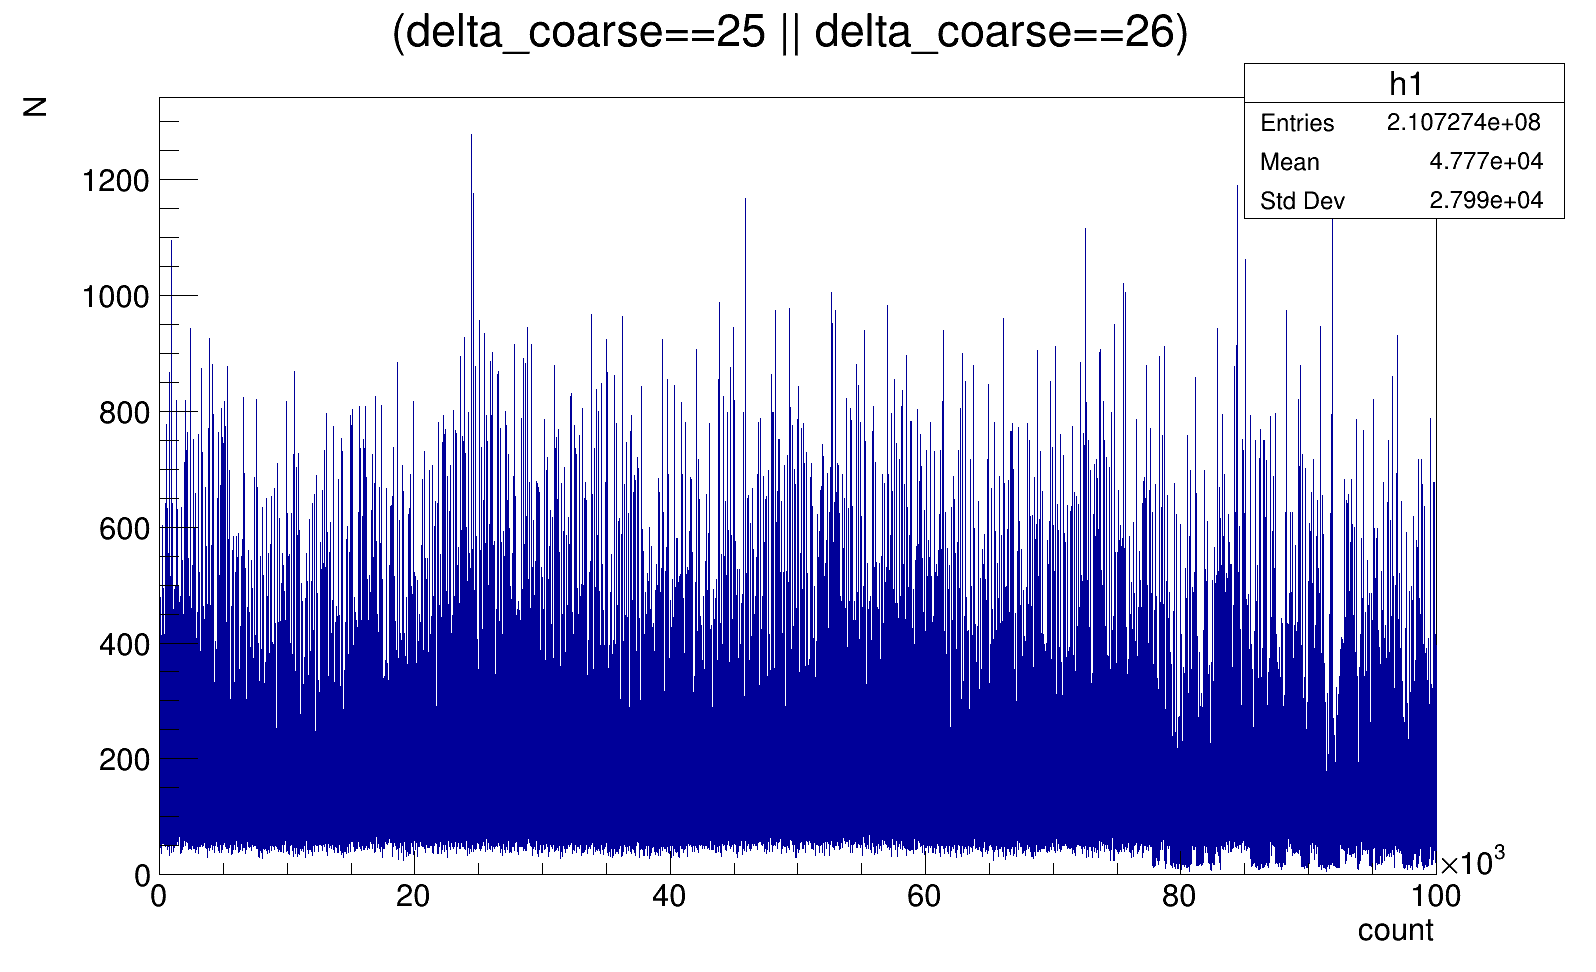 (delta_coarse==25 || delta_coarse==26)
N
h1
Entries 2.107274e+08
Mean 4.777e+04
Std Dev 2.799e+04
1200
1000
800
600
400
200
0
0 20 40 60 80 100
×10³
count